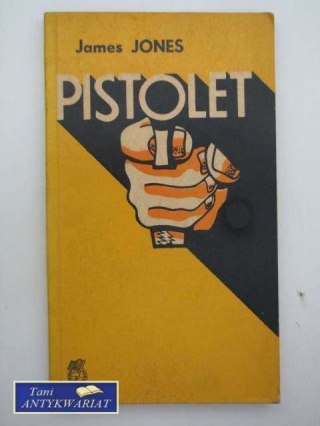 James JONES
PISTOLET
Tani
ANTYKWARIAT